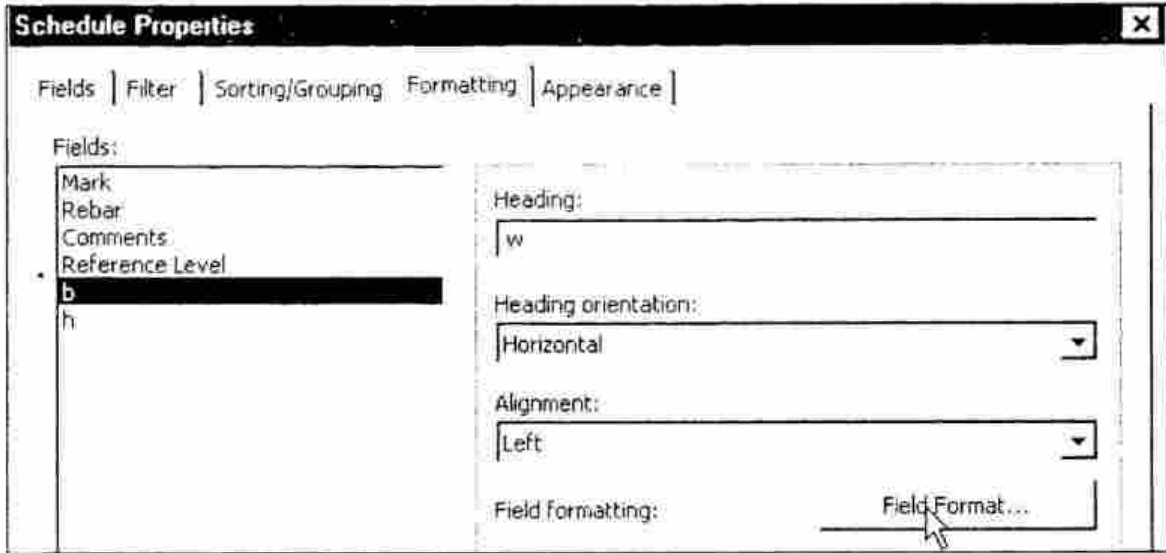 Schedule Properties
Fields Filter Sorting/Grouping Formatting Appearance
Fields:
Mark
Rebar
Comments
Reference Level
b
h
Heading:
w
Heading orientation:
Horizontal
Alignment:
Left
Field formatting:
Field Format...